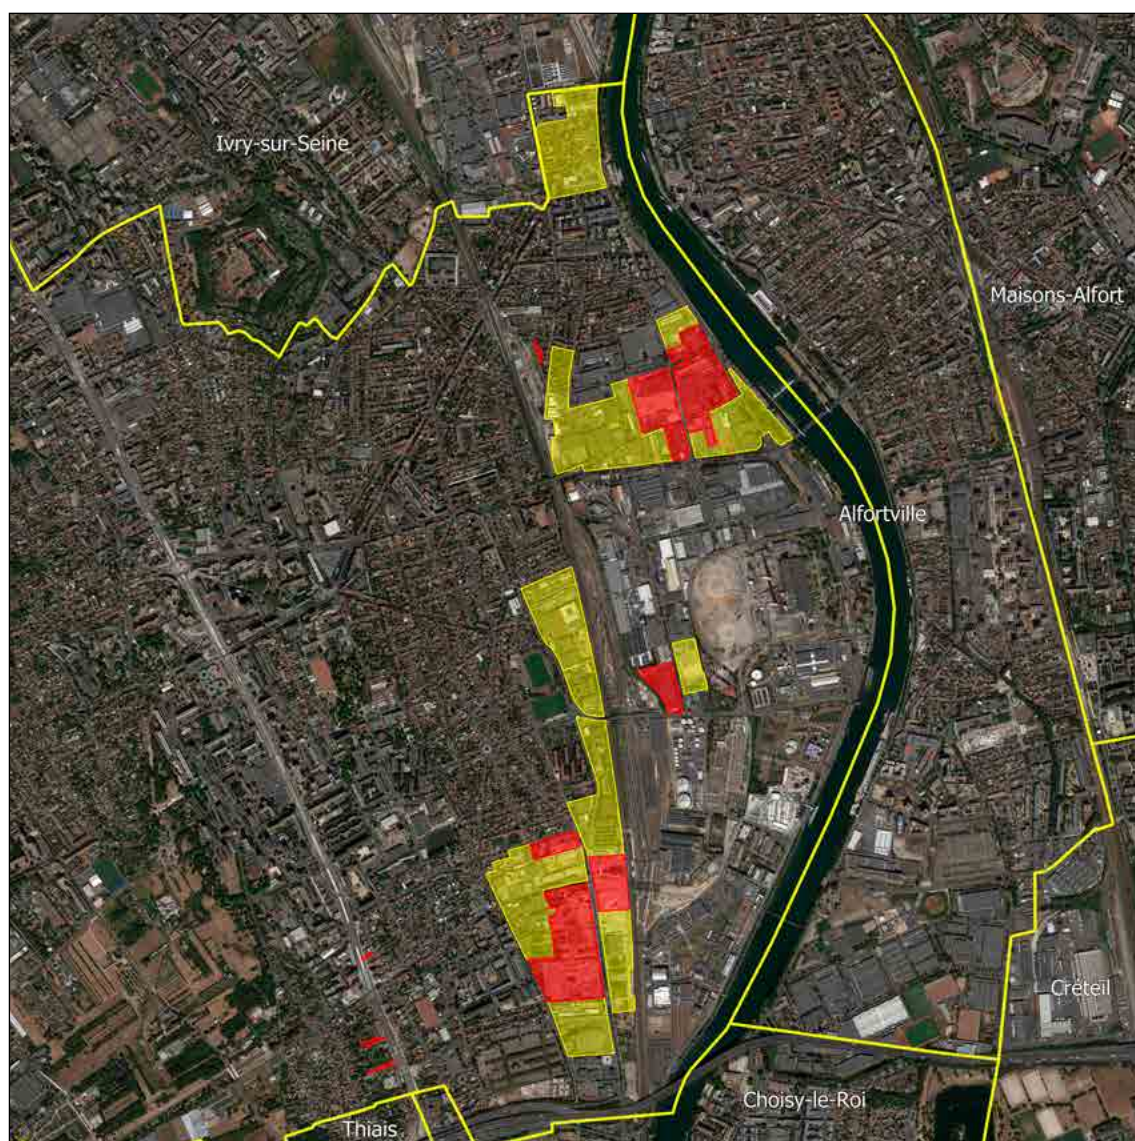 Ivry-sur-Seine
Maisons-Alfort
Alfortville
Créteil
Choisy-le-Roi
Thiais